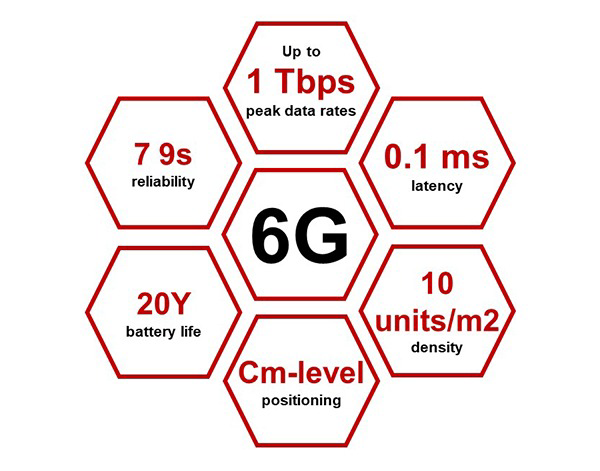 Up to
1 Tbps
peak data rates
7 9s
reliability
0.1 ms
latency
6G
20Y
battery life
10
units/m2
density
Cm-level
positioning